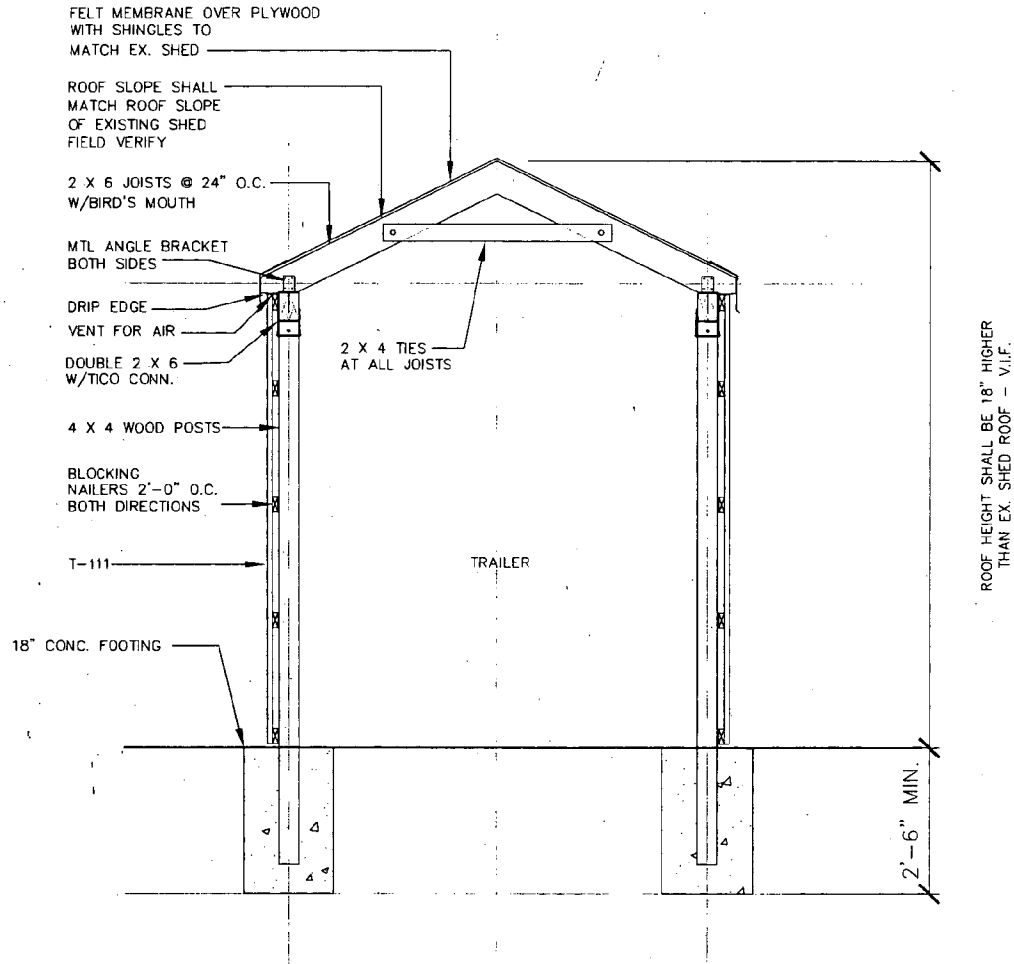 FELT MEMBRANE OVER PLYWOOD
WITH SHINGLES TO
MATCH EX. SHED
ROOF SLOPE SHALL
MATCH ROOF SLOPE
OF EXISTING SHED
FIELD VERIFY
2 X 6 JOISTS @ 24" O.C.
W/BIRD'S MOUTH
MTL ANGLE BRACKET
BOTH SIDES
DRIP EDGE
VENT FOR AIR
DOUBLE 2 X 6
W/TICO CONN.
2 X 4 TIES
AT ALL JOISTS
4 X 4 WOOD POSTS
BLOCKING
NAILERS 2'-0" O.C.
BOTH DIRECTIONS
T-111
TRAILER
18" CONC. FOOTING
ROOF HEIGHT SHALL BE 18" HIGHER
THAN EX. SHED ROOF - V.I.F.
2'-6" MIN.